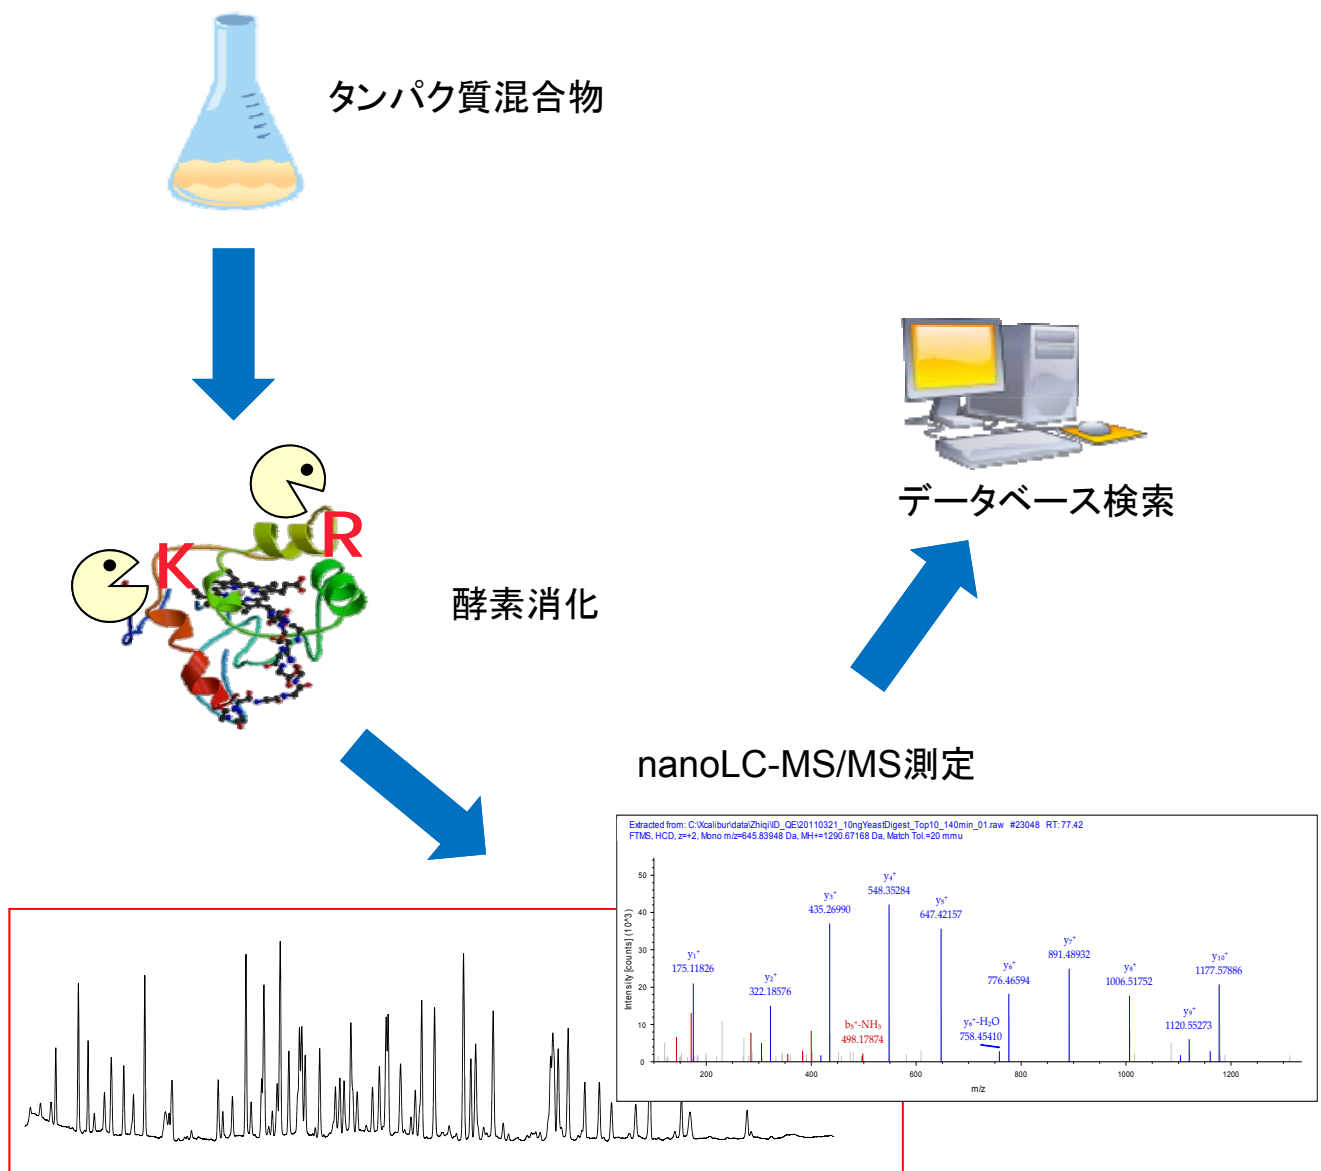 タンパク質混合物
K
R
酵素消化
データベース検索
nanoLC-MS/MS測定
Extracted from: C:\Xcalibur\data\Zhiqi\ID_QE\20110321_10ngYeastDigest_Top10_140min_01.raw #23048 RT: 77.42
FTMS, HCD, z=+2, Mono m/z=645.83948 Da, MH+=1290.67168 Da, Match Tol.=20 mmu
Intensity [counts] (10^3)
50
40
30
20
10
0
y₁⁺
175.11826
y₂⁺
322.18576
y₃⁺
435.26990
y₄⁺
548.35284
y₅⁺
647.42157
y₆⁺
776.46594
y₇⁺
891.48932
y₈⁺
1006.51752
y₉⁺
1120.55273
y₁₀⁺
1177.57886
b₅⁺-NH₃
498.17874
y₆⁺-H₂O
758.45410
200
400
600
800
1000
1200
m/z